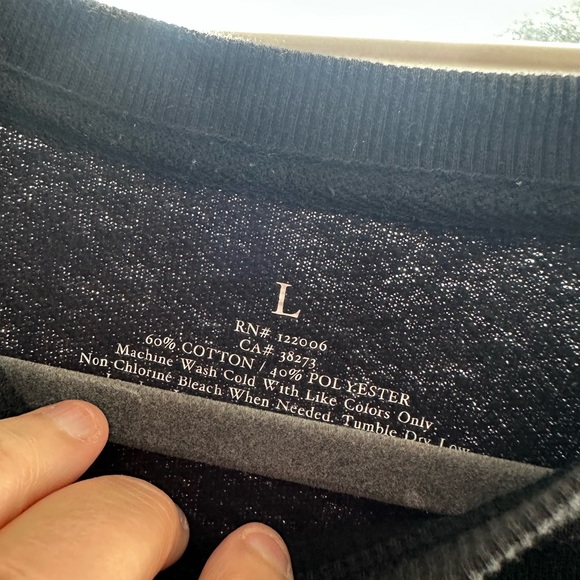 L
RN# 122006
CA# 38273
60% COTTON / 40% POLYESTER
Machine Wash Cold With Like Colors Only.
Non-Chlorine Bleach When Needed. Tumble Dry Low